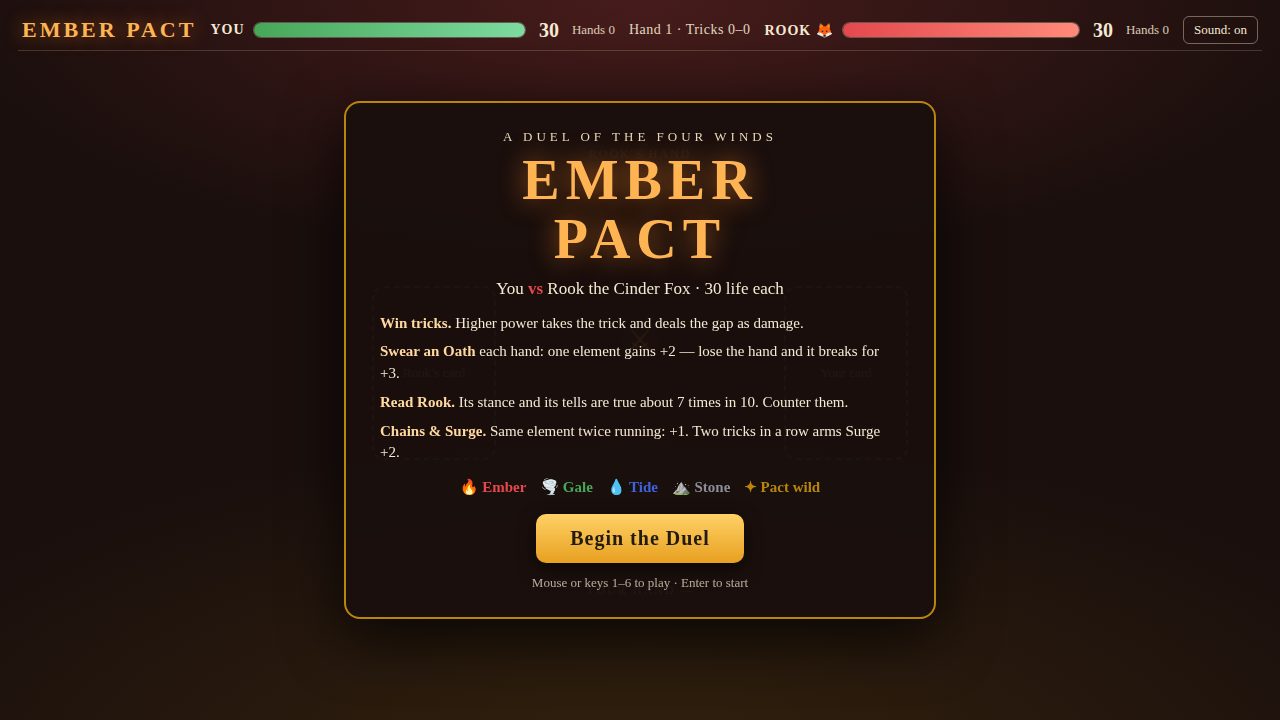 EMBER PACT YOU 30 Hands 0 Hand 1 · Tricks 0–0 ROOK 🦊 30 Hands 0 Sound: on
A DUEL OF THE FOUR WINDS
EMBER
PACT
You vs Rook the Cinder Fox · 30 life each
Win tricks. Higher power takes the trick and deals the gap as damage.
Swear an Oath each hand: one element gains +2 — lose the hand and it breaks for
+3.
Rook's card
Your card
Read Rook. Its stance and its tells are true about 7 times in 10. Counter them.
Chains & Surge. Same element twice running: +1. Two tricks in a row arms Surge
+2.
🔥 Ember 🌪 Gale 💧 Tide ⛰ Stone ✦ Pact wild
Begin the Duel
Mouse or keys 1–6 to play · Enter to start